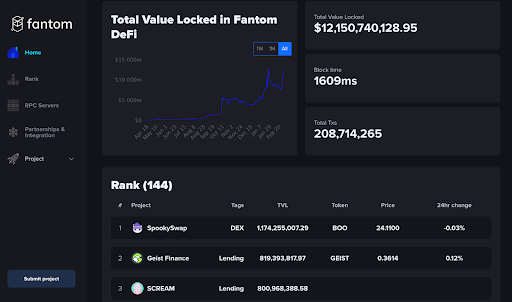 fantom
Home
Rank
RPC Servers
Partnerships &
Integration
Project
Submit project
Total Value Locked in Fantom
DeFi
1W 1M All
$15 000m
$10 000m
$5 000m
$0
Total Value Locked
$12,150,740,128.95
Block time
1609ms
Total Txs
208,714,265
Rank (144)
# Project Tags TVL Token Price 24hr change
1 SpookySwap DEX 1,174,255,007.29 BOO 24.1100 -0.03%
2 Geist Finance Lending 819,393,817.97 GEIST 0.3614 0.12%
3 SCREAM Lending 800,968,388.58